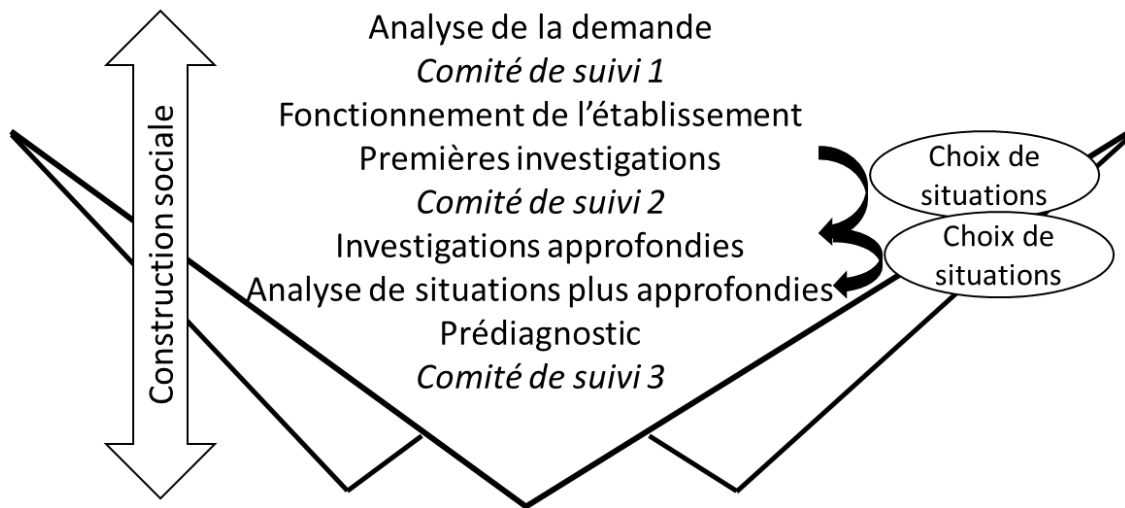 Analyse de la demande
Comité de suivi 1
Fonctionnement de l'établissement
Premières investigations
Comité de suivi 2
Investigations approfondies
Analyse de situations plus approfondies
Prédiagnostic
Comité de suivi 3
Construction sociale
Choix de
situations
Choix de
situations